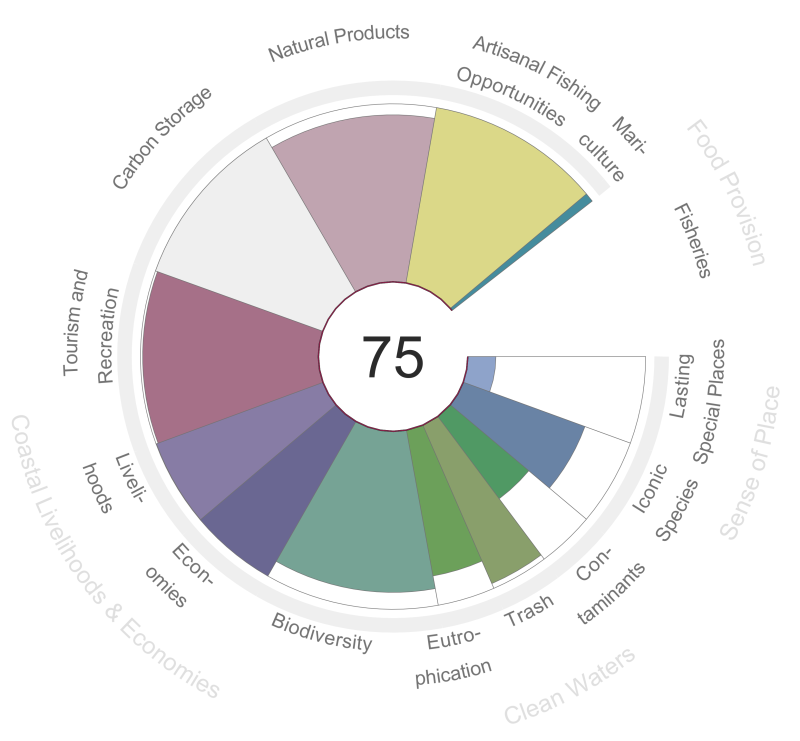 Natural Products
Artisanal Fishing
Opportunities
Mari-
culture
Fisheries
Food Provision
Carbon Storage
Tourism and
Recreation
75
Lasting
Special Places
Iconic
Species
Sense of Place
Liveli-
hoods
Econ-
omies
Coastal Livelihoods & Economies
Biodiversity
Eutro-
phication
Trash
Con-
taminants
Clean Waters